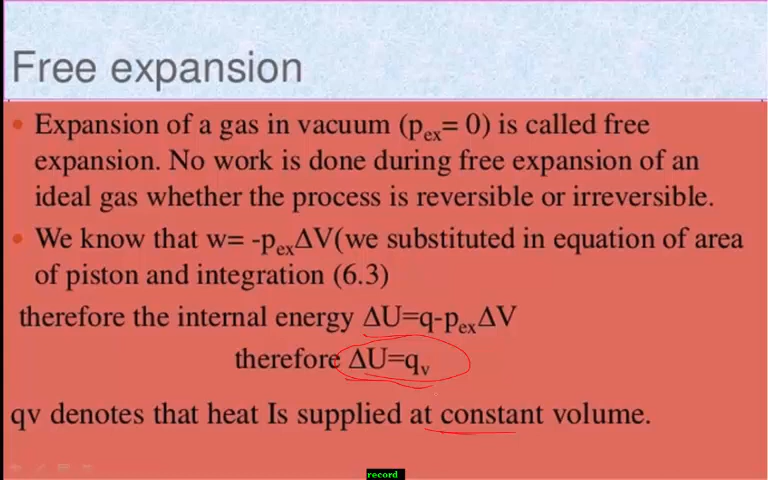 Free expansion
• Expansion of a gas in vacuum (pex= 0) is called free
expansion. No work is done during free expansion of an
ideal gas whether the process is reversible or irreversible.
• We know that w= -pexΔV(we substituted in equation of area
of piston and integration (6.3)
therefore the internal energy ΔU=q-pexΔV
therefore ΔU=qv
qv denotes that heat Is supplied at constant volume.
record